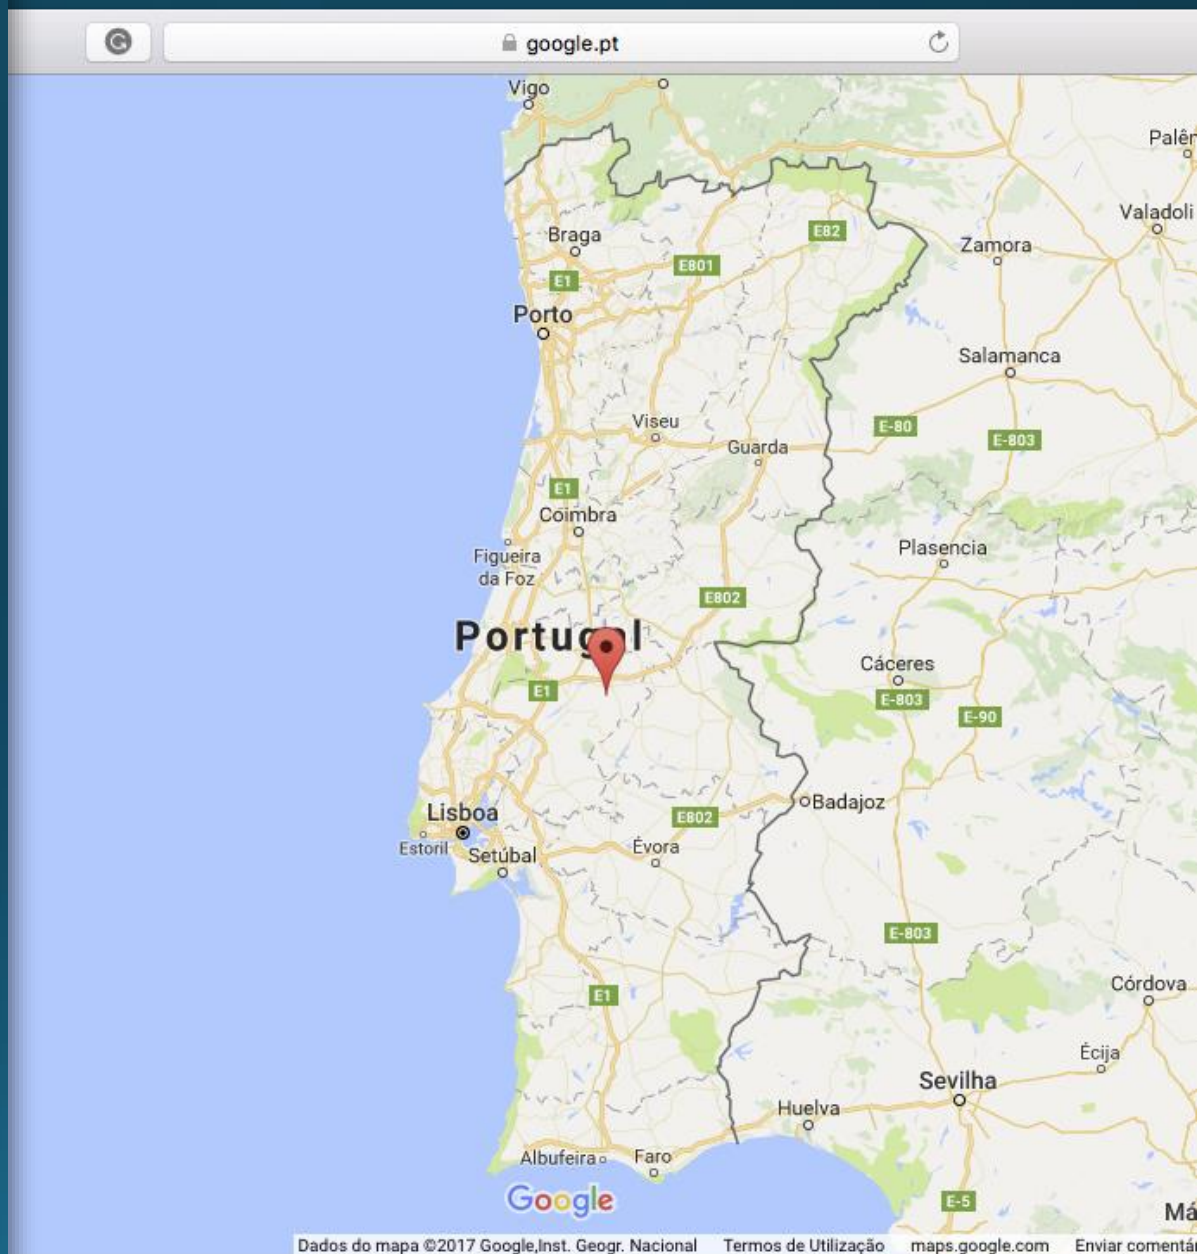 google.pt
Vigo
Palên
Valadoli
Braga
E82
Zamora
E801
E1
Porto
Salamanca
Viseu
E-80
Guarda
E-803
E1
Coimbra
Plasencia
Figueira
da Foz
E802
Portugal
Cáceres
E1
E-803
E-90
Lisboa
Badajoz
E802
Estoril
Setúbal
Évora
E-803
Córdova
E1
Écija
Sevilha
Huelva
Albufeira
Faro
Google
E-5
Má
Dados do mapa ©2017 Google,Inst. Geogr. Nacional Termos de Utilização maps.google.com Enviar comentá